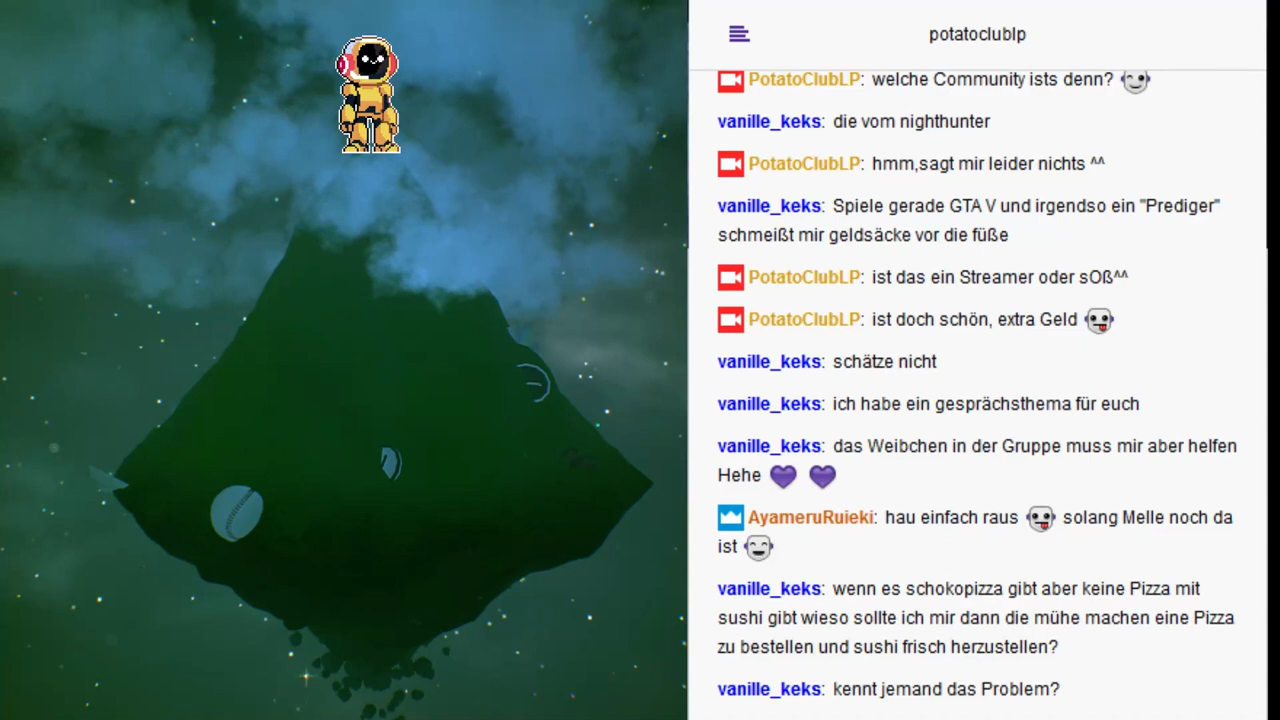 potatoclublp
PotatoClubLP: welche Community ists denn?
vanille_keks: die vom nighthunter
PotatoClubLP: hmm,sagt mir leider nichts ^^
vanille_keks: Spiele gerade GTA V und irgendso ein "Prediger"
schmeißt mir geldsäcke vor die füße
PotatoClubLP: ist das ein Streamer oder sOß^^
PotatoClubLP: ist doch schön, extra Geld
vanille_keks: schätze nicht
vanille_keks: ich habe ein gesprächsthema für euch
vanille_keks: das Weibchen in der Gruppe muss mir aber helfen
Hehe
AyameruRuieki: hau einfach raus solang Melle noch da
ist
vanille_keks: wenn es schokopizza gibt aber keine Pizza mit
sushi gibt wieso sollte ich mir dann die mühe machen eine Pizza
zu bestellen und sushi frisch herzustellen?
vanille_keks: kennt jemand das Problem?